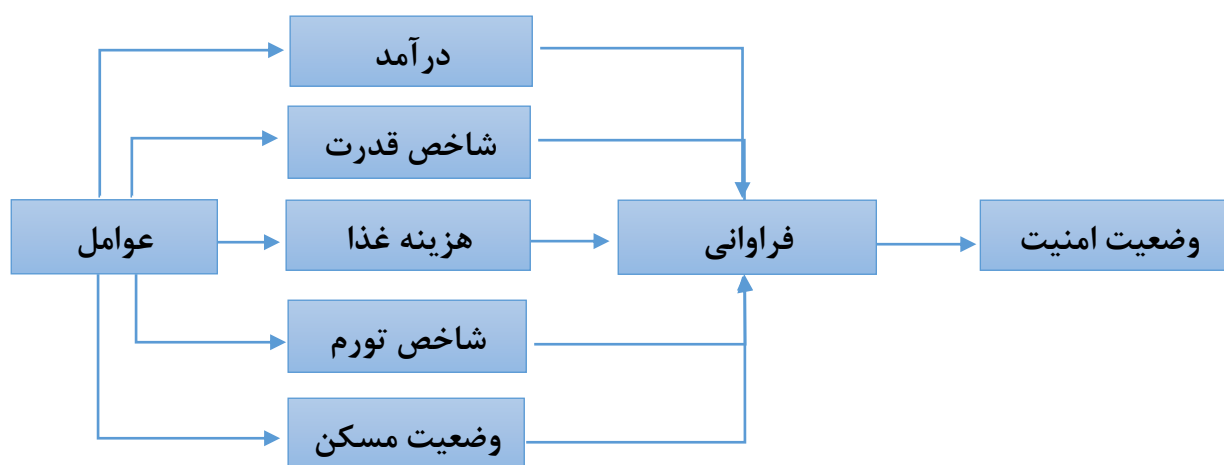 درآمد
شاخص قدرت
عوامل
هزینه غذا
فراوانی
وضعیت امنیت
شاخص تورم
وضعیت مسکن